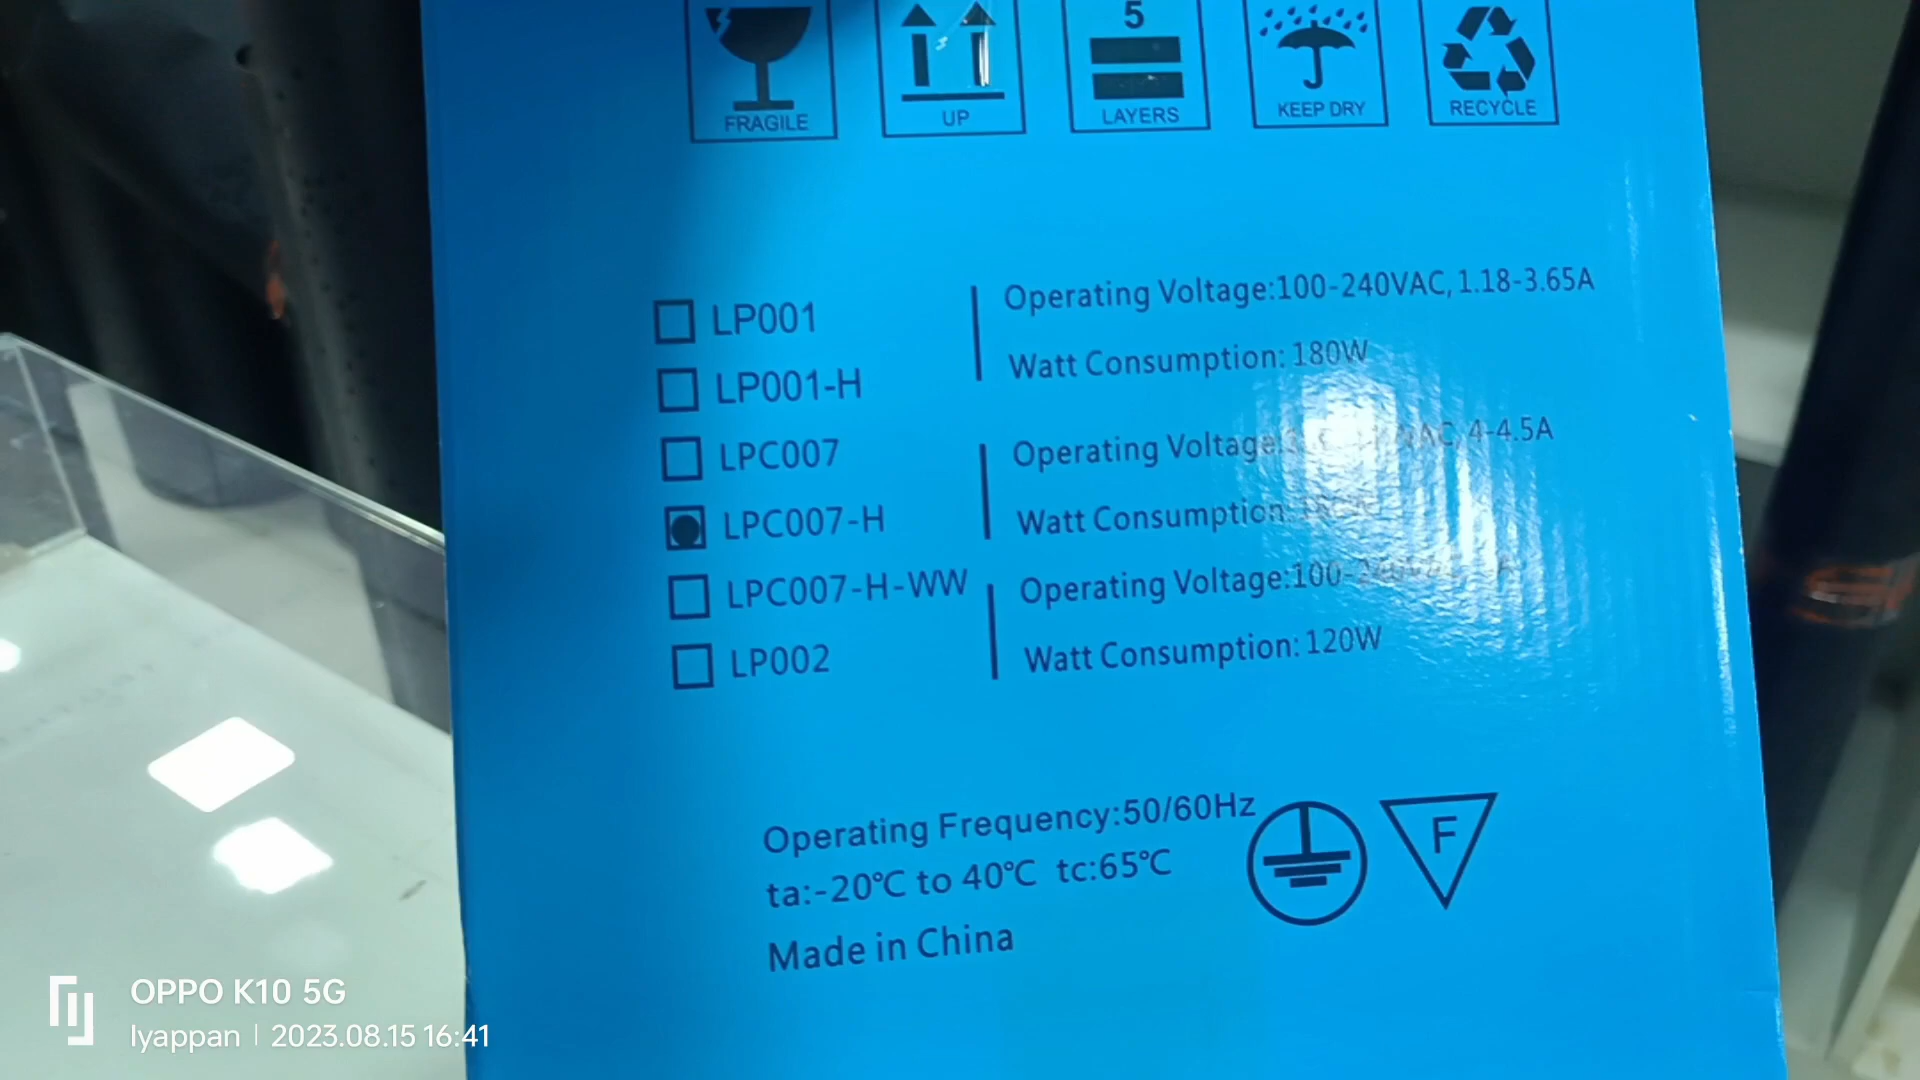 5
FRAGILE
UP
LAYERS
KEEP DRY
RECYCLE
LP001
LP001-H
LPC007
LPC007-H
LPC007-H-WW
LP002
Operating Voltage:100-240VAC, 1.18-3.65A
Watt Consumption: 180W
Operating Voltage: 4-4.5A
Watt Consumption:
Operating Voltage:100-
Watt Consumption: 120W
Operating Frequency:50/60Hz
F
ta:-20℃ to 40℃ tc:65℃
Made in China
OPPO K10 5G
Iyappan | 2023.08.15 16:41